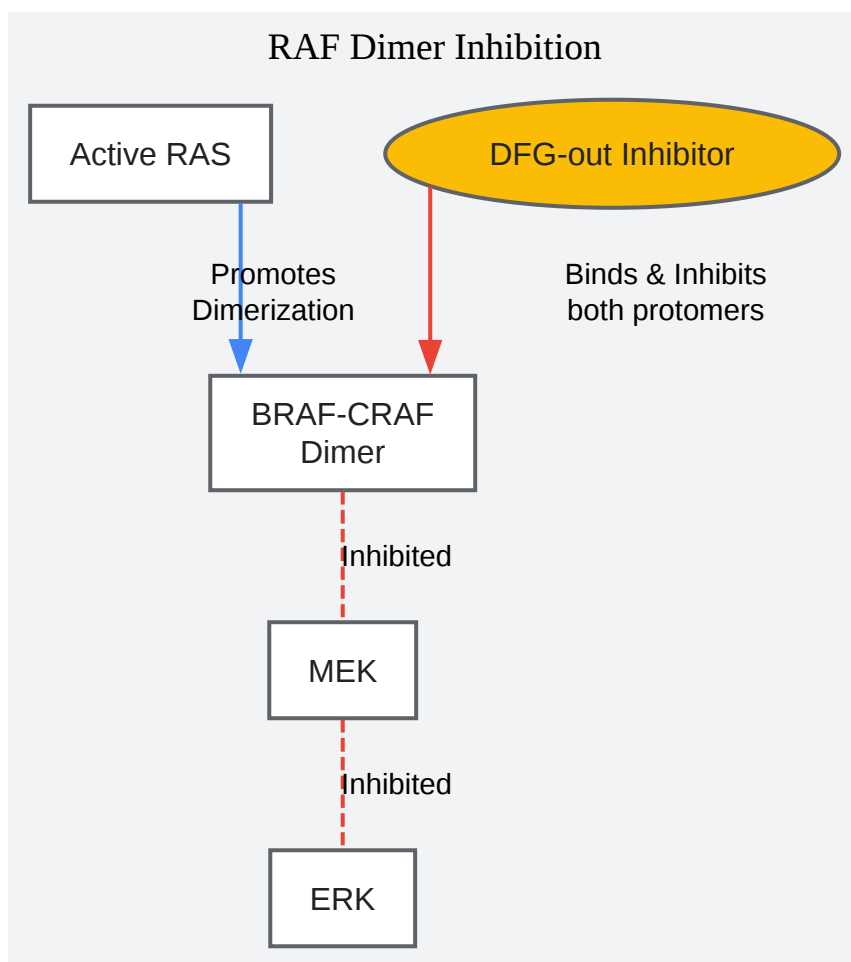 RAF Dimer Inhibition
Active RAS
DFG-out Inhibitor
Promotes
Dimerization
Binds & Inhibits
both protomers
BRAF-CRAF
Dimer
Inhibited
MEK
Inhibited
ERK